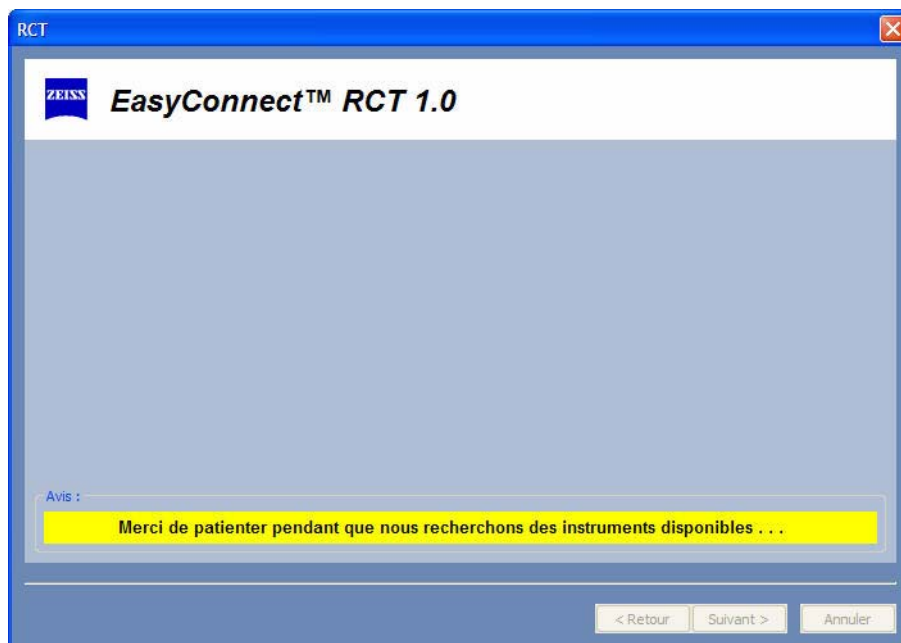 RCT
ZEISS
EasyConnect™ RCT 1.0
Avis :
Merci de patienter pendant que nous recherchons des instruments disponibles . . .
< Retour Suivant > Annuler